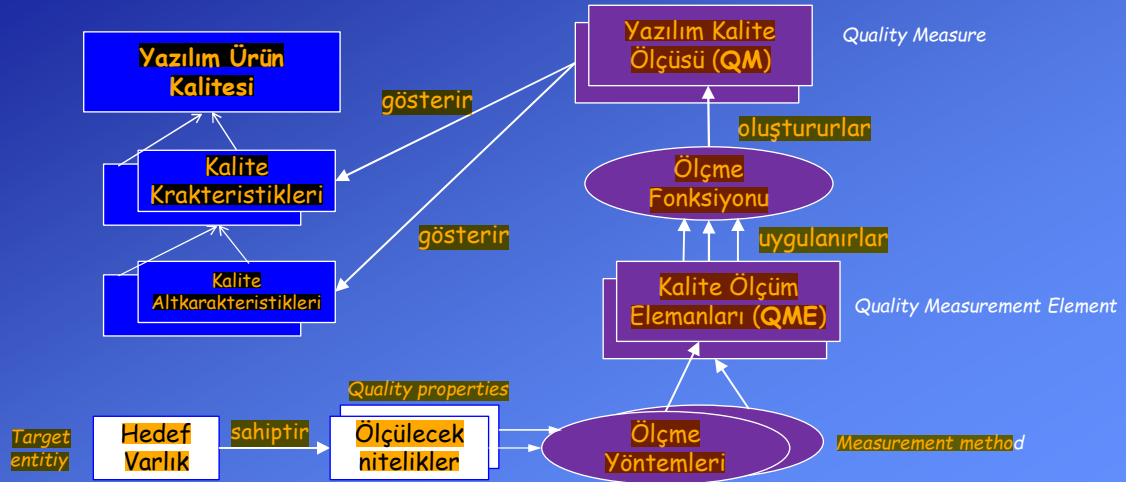 Yazılım Ürün
Kalitesi
Yazılım Kalite
Ölçüsü (QM)
Quality Measure
gösterir
oluştururlar
Kalite
Krakteristikleri
Ölçme
Fonksiyonu
gösterir
uygulanırlar
Kalite
Altkarakteristikleri
Kalite Ölçüm
Elemanları (QME)
Quality Measurement Element
Quality properties
Target
entitiy
Hedef
Varlık
sahiptir
Ölçülecek
nitelikler
Ölçme
Yöntemleri
Measurement method